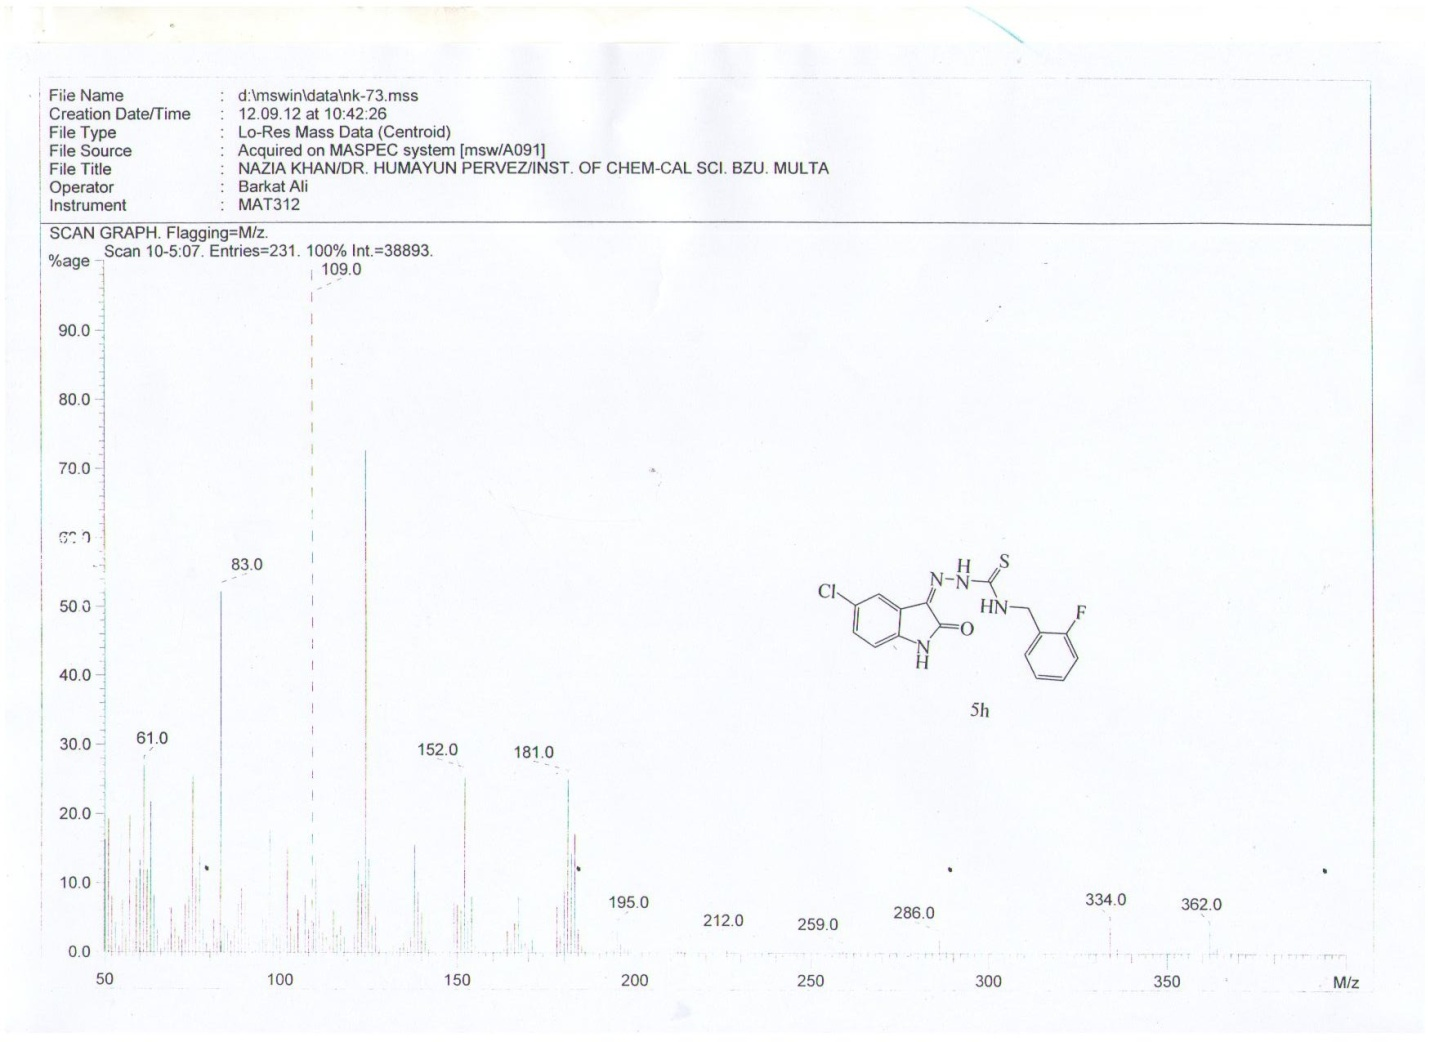 File Name : d:\mswin\data\nk-73.mss
Creation Date/Time : 12.09.12 at 10:42:26
File Type : Lo-Res Mass Data (Centroid)
File Source : Acquired on MASPEC system [msw/A091]
File Title : NAZIA KHAN/DR. HUMAYUN PERVEZ/INST. OF CHEM-CAL SCI. BZU. MULTA
Operator : Barkat Ali
Instrument : MAT312
SCAN GRAPH. Flagging=M/z.
Scan 10-5:07. Entries=231. 100% Int.=38893.
%age
109.0
90.0
80.0
70.0
83.0
50.0
40.0
30.0
20.0
10.0
0.0
61.0
152.0
181.0
195.0
212.0
259.0
286.0
334.0
362.0
Cl
N
H
N
S
HN
F
O
N
H
5h
50
100
150
200
250
300
350
M/z